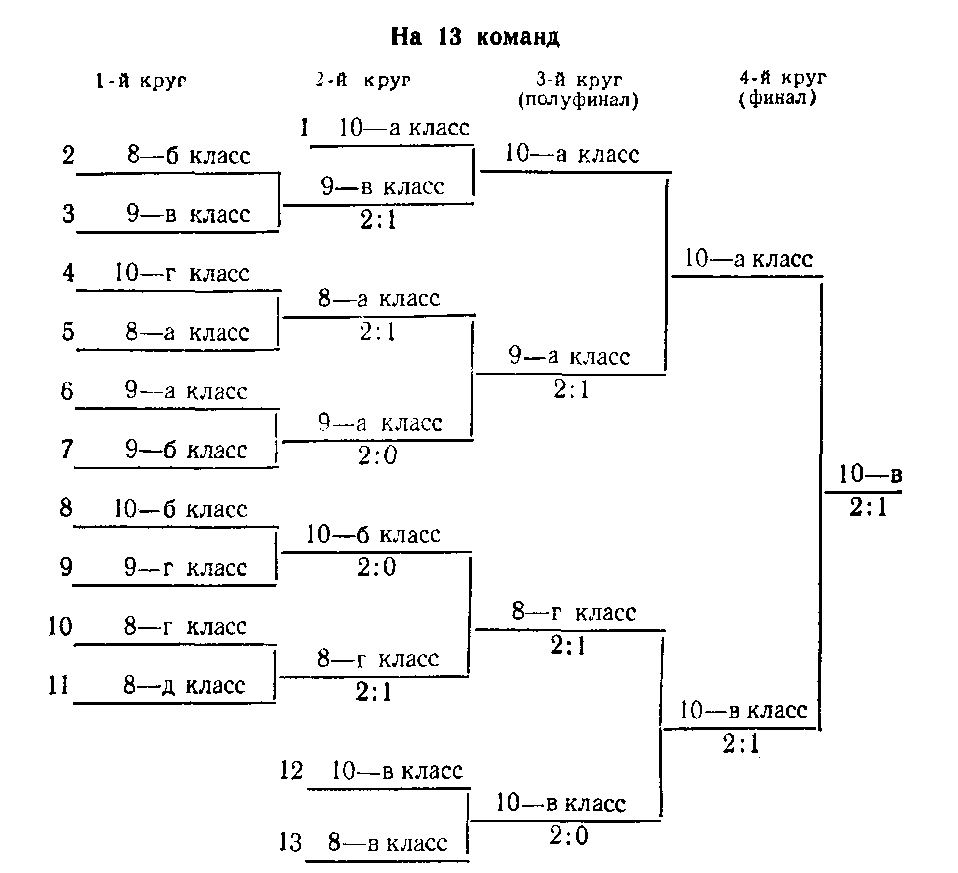 На 13 команд
1-й круг 2-й круг 3-й круг (полуфинал) 4-й круг (финал)
1 10—а класс
2 8—б класс
10—а класс
9—в класс
2:1
3 9—в класс
10—а класс
4 10—г класс
8—а класс
2:1
5 8—а класс
9—а класс
2:1
6 9—а класс
9—а класс
2:0
7 9—б класс
10—в
2:1
8 10—б класс
10—б класс
2:0
9 9—г класс
8—г класс
2:1
10 8—г класс
8—г класс
2:1
11 8—д класс
10—в класс
2:1
12 10—в класс
10—в класс
2:0
13 8—в класс